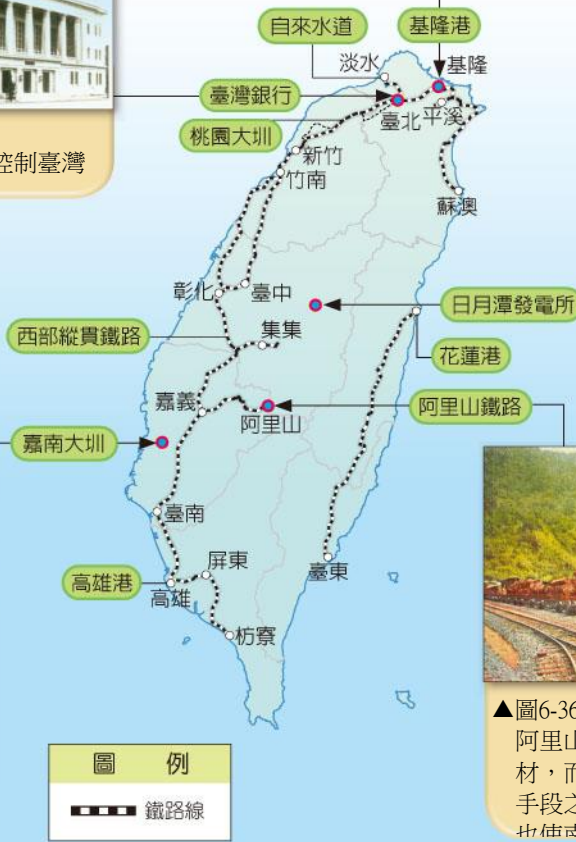 自來水道
基隆港
淡水
基隆
臺灣銀行
臺北
平溪
桃園大圳
控制臺灣
新竹
竹南
蘇澳
彰化
臺中
日月潭發電所
西部縱貫鐵路
集集
花蓮港
嘉義
阿里山
阿里山鐵路
嘉南大圳
臺南
屏東
臺東
高雄港
高雄
枋寮
▲圖6-36
阿里山
材，而
手段之
也使南
圖 例
鐵路線